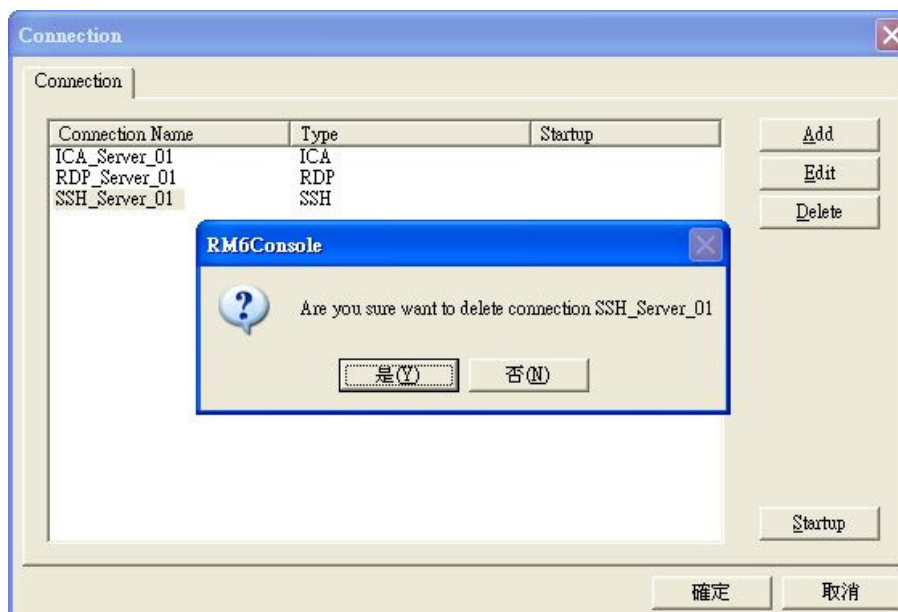 Connection
Connection
Connection Name Type Startup
ICA_Server_01 ICA
RDP_Server_01 RDP
SSH_Server_01 SSH
Add
Edit
Delete
RM6Console
Are you sure want to delete connection SSH_Server_01
是(Y) 否(N)
Startup
確定 取消